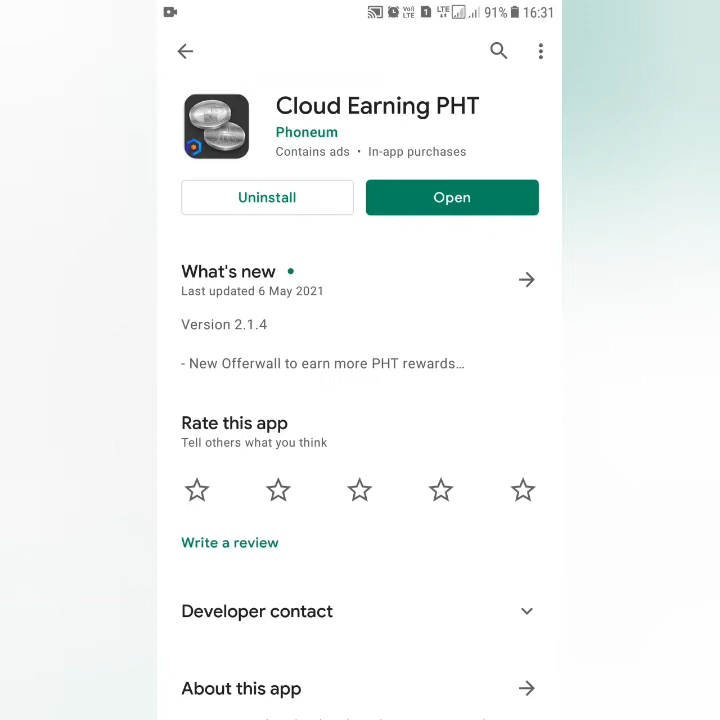 91% 16:31
Cloud Earning PHT
Phoneum
Contains ads • In-app purchases
Uninstall
Open
What's new •
Last updated 6 May 2021
Version 2.1.4
- New Offerwall to earn more PHT rewards…
Rate this app
Tell others what you think
Write a review
Developer contact
About this app